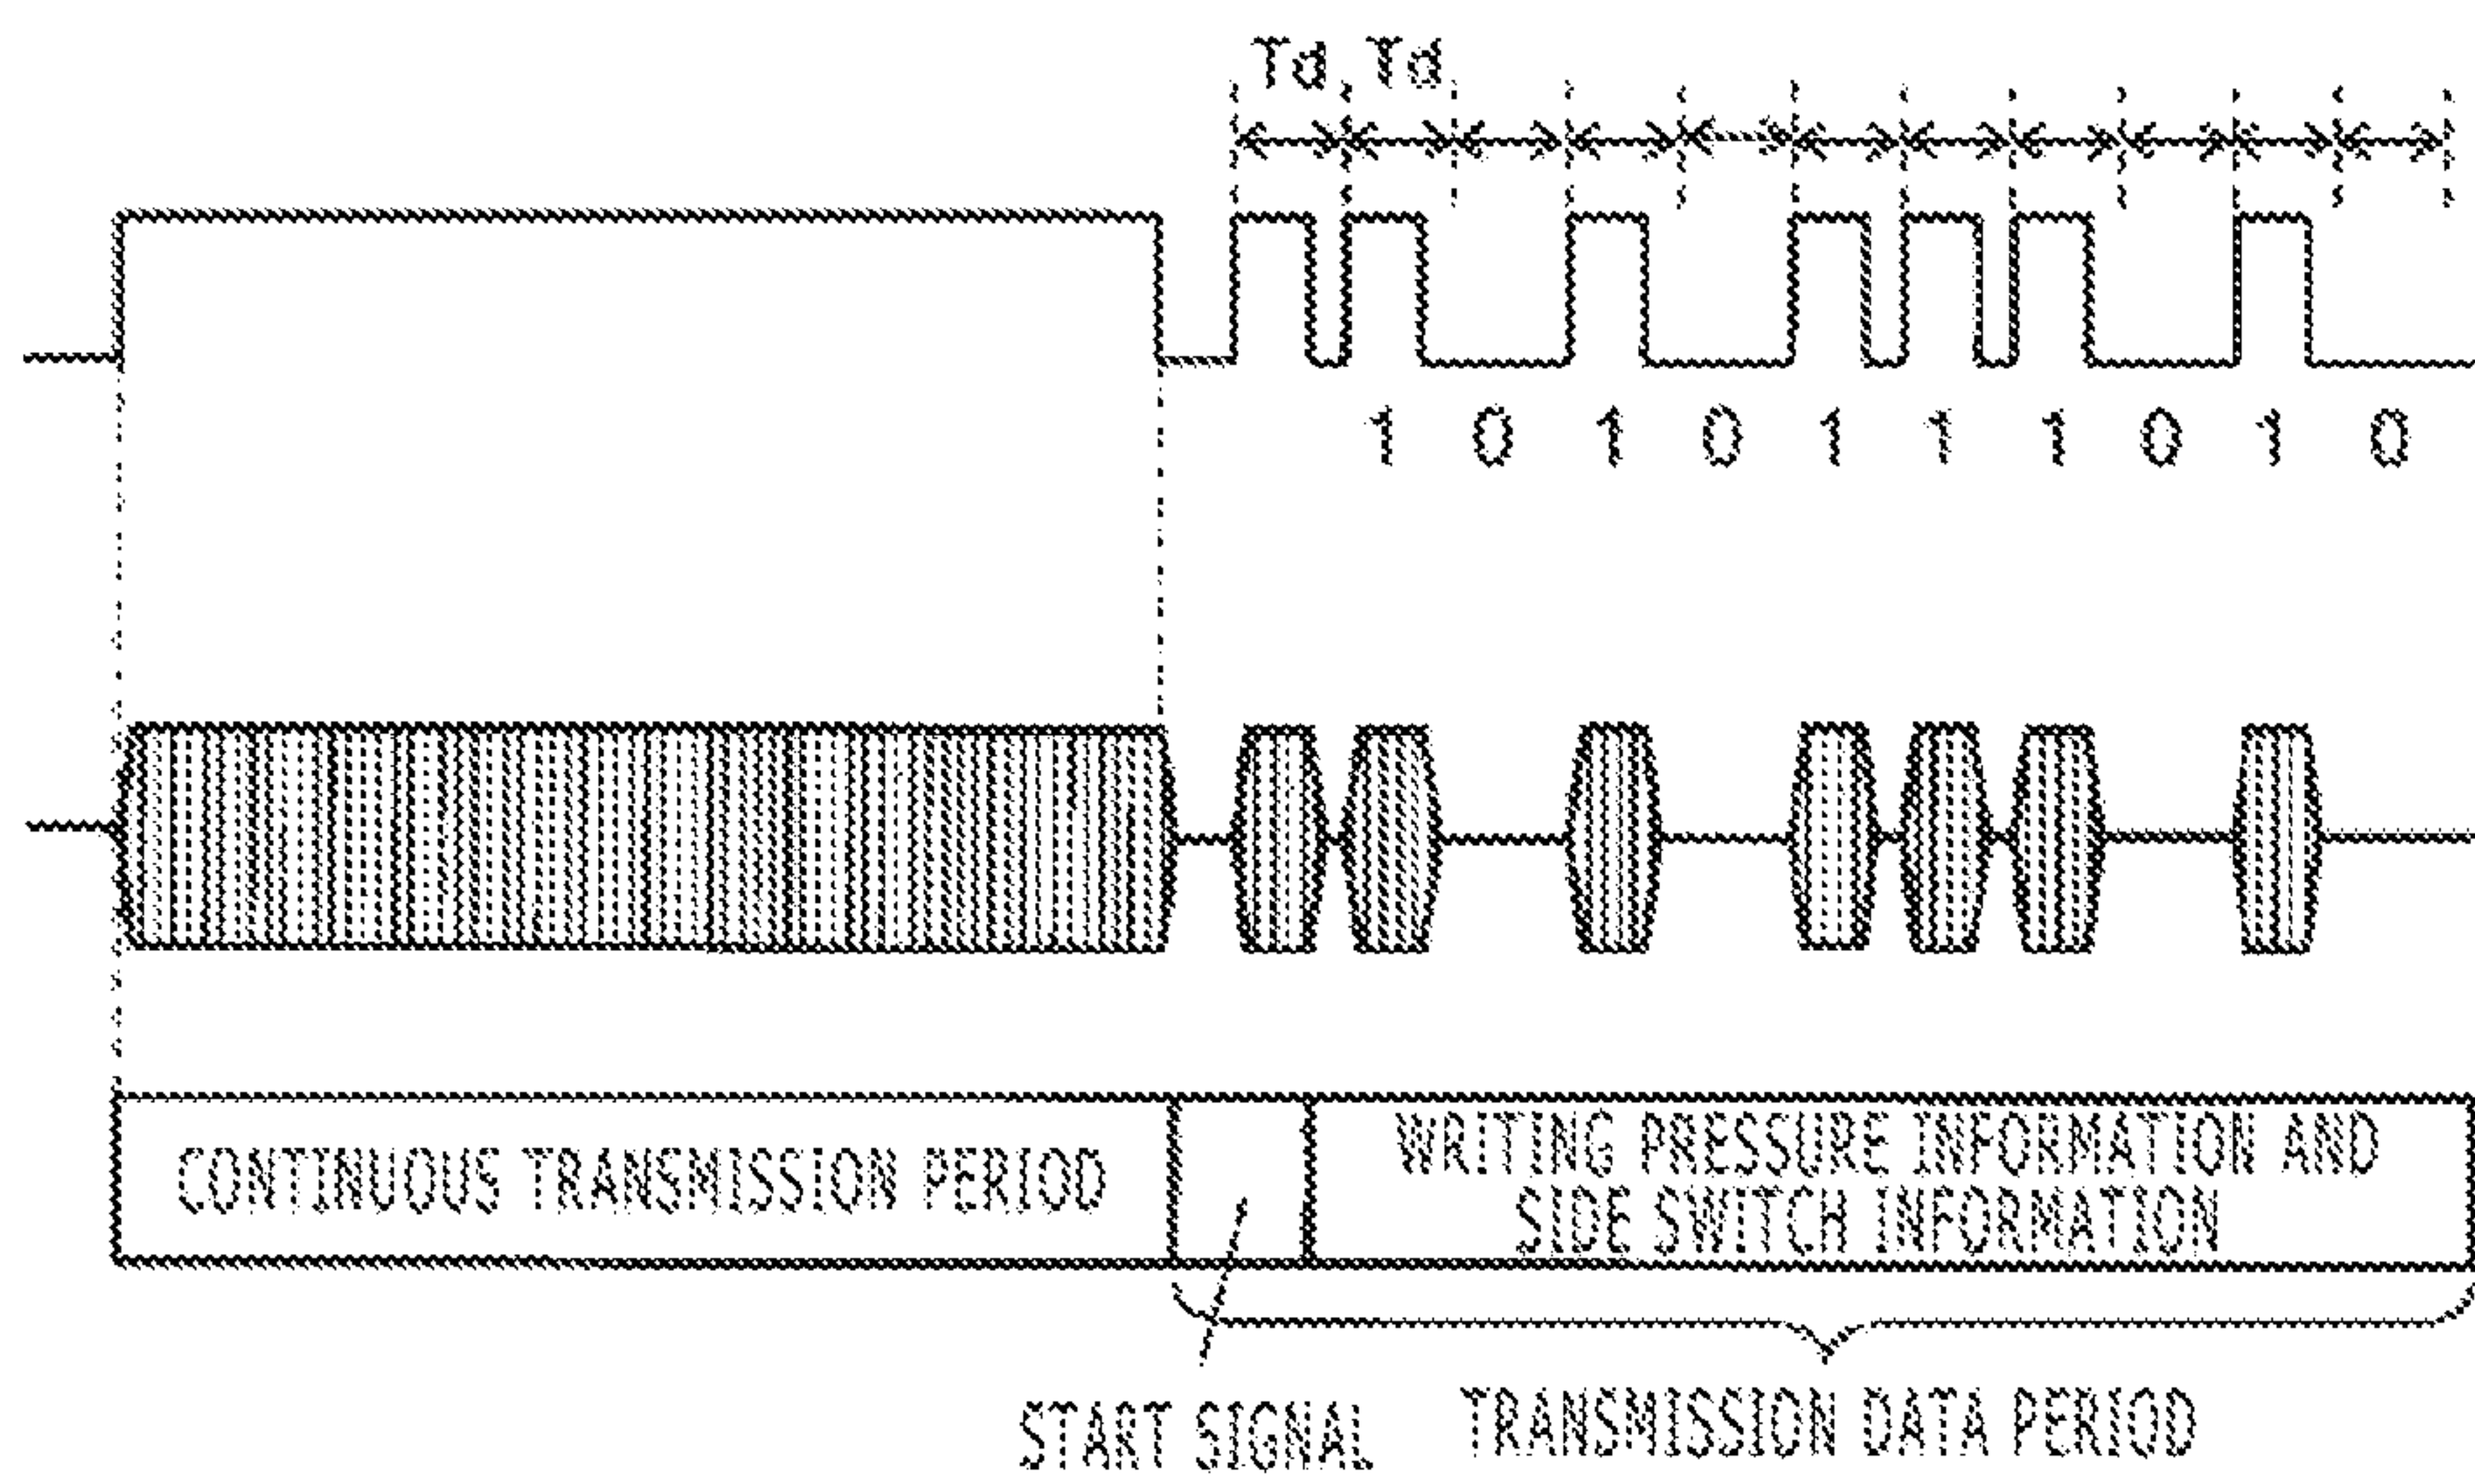 Td Td
1 0 1 0 1 1 1 0 1 0
CONTINUOUS TRANSMISSION PERIOD
WRITING PRESSURE INFORMATION AND
SIDE SWITCH INFORMATION
START SIGNAL
TRANSMISSION DATA PERIOD